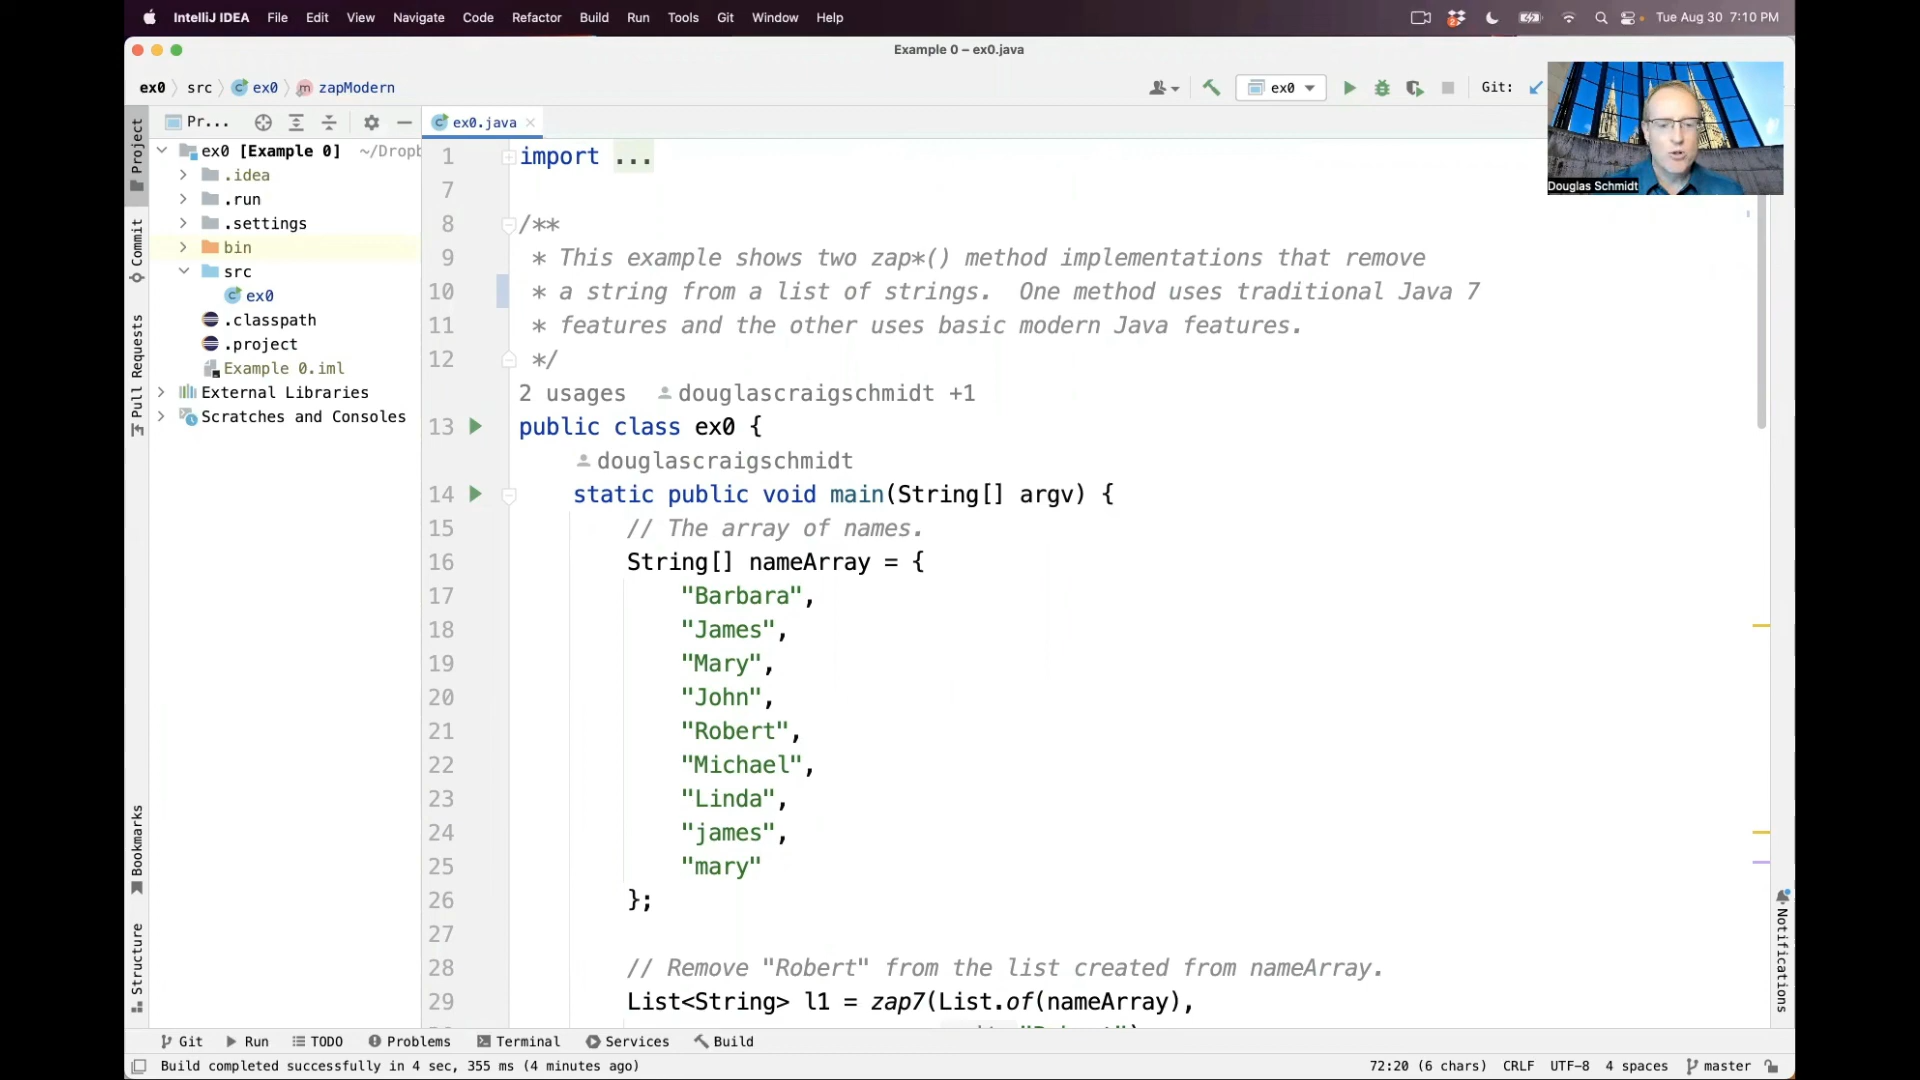 IntelliJ IDEA File Edit View Navigate Code Refactor Build Run Tools Git Window Help
2
Tue Aug 30 7:10 PM
Example 0 – ex0.java
ex0 src ex0 zapModern
ex0
Git:
Douglas Schmidt
Project
Commit
Pull Requests
Bookmarks
Structure
Pr...
ex0 [Example 0] ~/Dropb
.idea
.run
.settings
bin
src
ex0
.classpath
.project
Example 0.iml
External Libraries
Scratches and Consoles
ex0.java
1 import ...
7
8 /**
9 * This example shows two zap*() method implementations that remove
10 * a string from a list of strings. One method uses traditional Java 7
11 * features and the other uses basic modern Java features.
12 */
2 usages douglascraigschmidt +1
13 public class ex0 {
douglascraigschmidt
14 static public void main(String[] argv) {
15 // The array of names.
16 String[] nameArray = {
17 "Barbara",
18 "James",
19 "Mary",
20 "John",
21 "Robert",
22 "Michael",
23 "Linda",
24 "james",
25 "mary"
26 };
27
28 // Remove "Robert" from the list created from nameArray.
29 List<String> l1 = zap7(List.of(nameArray),
Notifications
Git Run TODO Problems Terminal Services Build
Build completed successfully in 4 sec, 355 ms (4 minutes ago)
72:20 (6 chars) CRLF UTF-8 4 spaces master